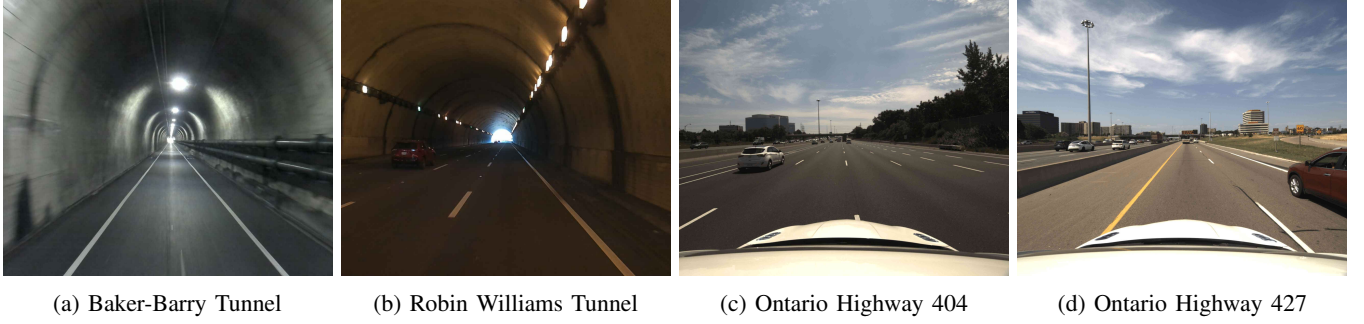 (a) Baker-Barry Tunnel
(b) Robin Williams Tunnel
(c) Ontario Highway 404
(d) Ontario Highway 427